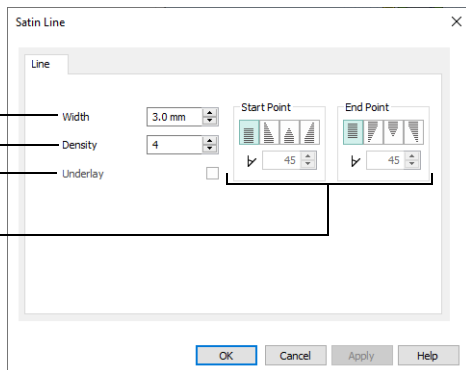 Satin Line
Line
Width 3.0 mm
Density 4
Underlay
Start Point
45
End Point
45
OK Cancel Apply Help